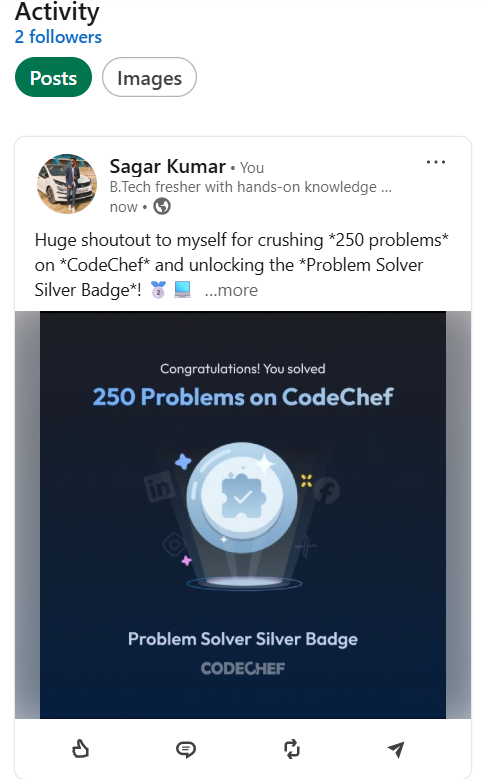 Activity
2 followers
Posts
Images
Sagar Kumar • You
B.Tech fresher with hands-on knowledge ...
now •
Huge shoutout to myself for crushing *250 problems*
on *CodeChef* and unlocking the *Problem Solver
Silver Badge*! 🥈 💻 ...more
Congratulations! You solved
250 Problems on CodeChef
in
f
Problem Solver Silver Badge
CODECHEF